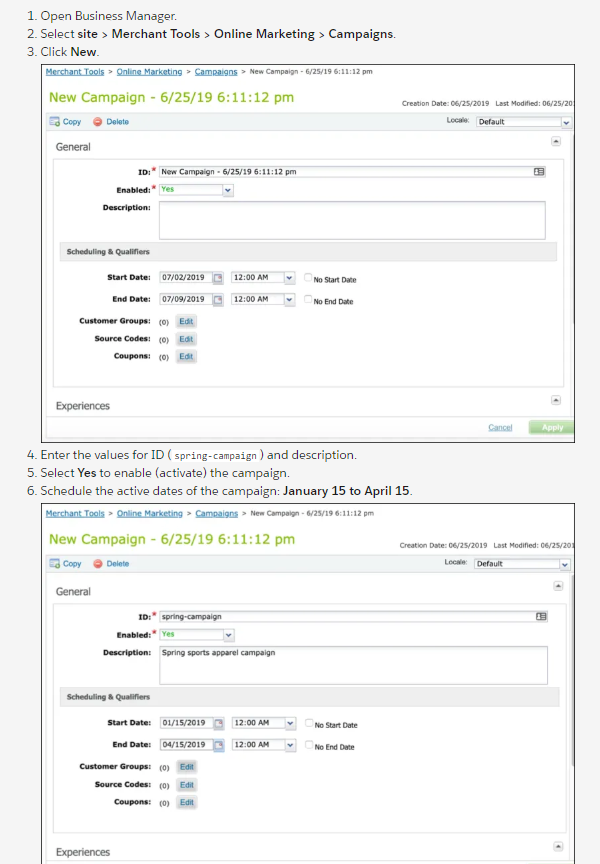 1. Open Business Manager.
2. Select site > Merchant Tools > Online Marketing > Campaigns.
3. Click New.
Merchant Tools > Online Marketing > Campaigns > New Campaign - 6/25/19 6:11:12 pm
New Campaign - 6/25/19 6:11:12 pm
Creation Date: 06/25/2019 Last Modified: 06/25/20
Copy Delete Locale: Default
General
ID:* New Campaign - 6/25/19 6:11:12 pm
Enabled:* Yes
Description:
Scheduling & Qualifiers
Start Date: 07/02/2019 12:00 AM No Start Date
End Date: 07/09/2019 12:00 AM No End Date
Customer Groups: (0) Edit
Source Codes: (0) Edit
Coupons: (0) Edit
Experiences
Cancel Apply
4. Enter the values for ID ( spring-campaign ) and description.
5. Select Yes to enable (activate) the campaign.
6. Schedule the active dates of the campaign: January 15 to April 15.
Merchant Tools > Online Marketing > Campaigns > New Campaign - 6/25/19 6:11:12 pm
New Campaign - 6/25/19 6:11:12 pm
Creation Date: 06/25/2019 Last Modified: 06/25/201
Copy Delete Locale: Default
General
ID:* spring-campaign
Enabled:* Yes
Description: Spring sports apparel campaign
Scheduling & Qualifiers
Start Date: 01/15/2019 12:00 AM No Start Date
End Date: 04/15/2019 12:00 AM No End Date
Customer Groups: (0) Edit
Source Codes: (0) Edit
Coupons: (0) Edit
Experiences